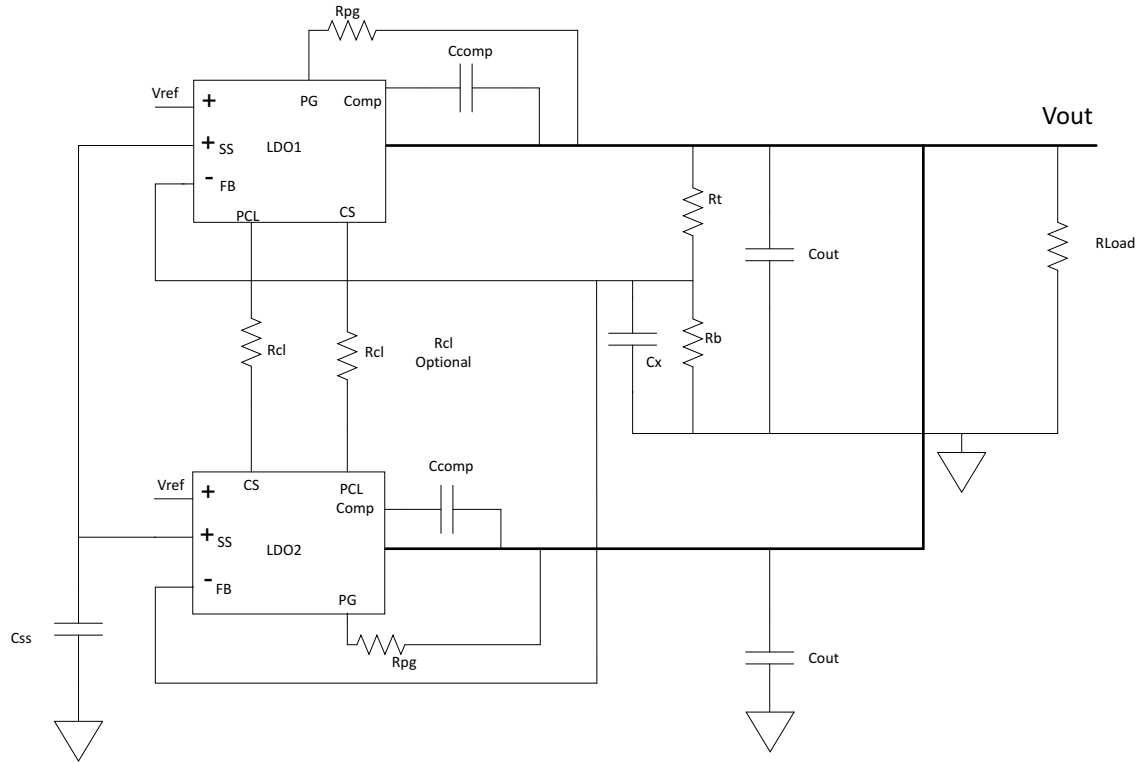 Rpg
Ccomp
Vref
+
PG
Comp
Vout
+
SS
LDO1
-
FB
PCL
CS
Rt
Cout
RLoad
Rcl
Rcl
Rcl
Optional
Cx
Rb
Ccomp
Vref
+
CS
PCL
Comp
+
SS
LDO2
-
FB
PG
Css
Rpg
Cout